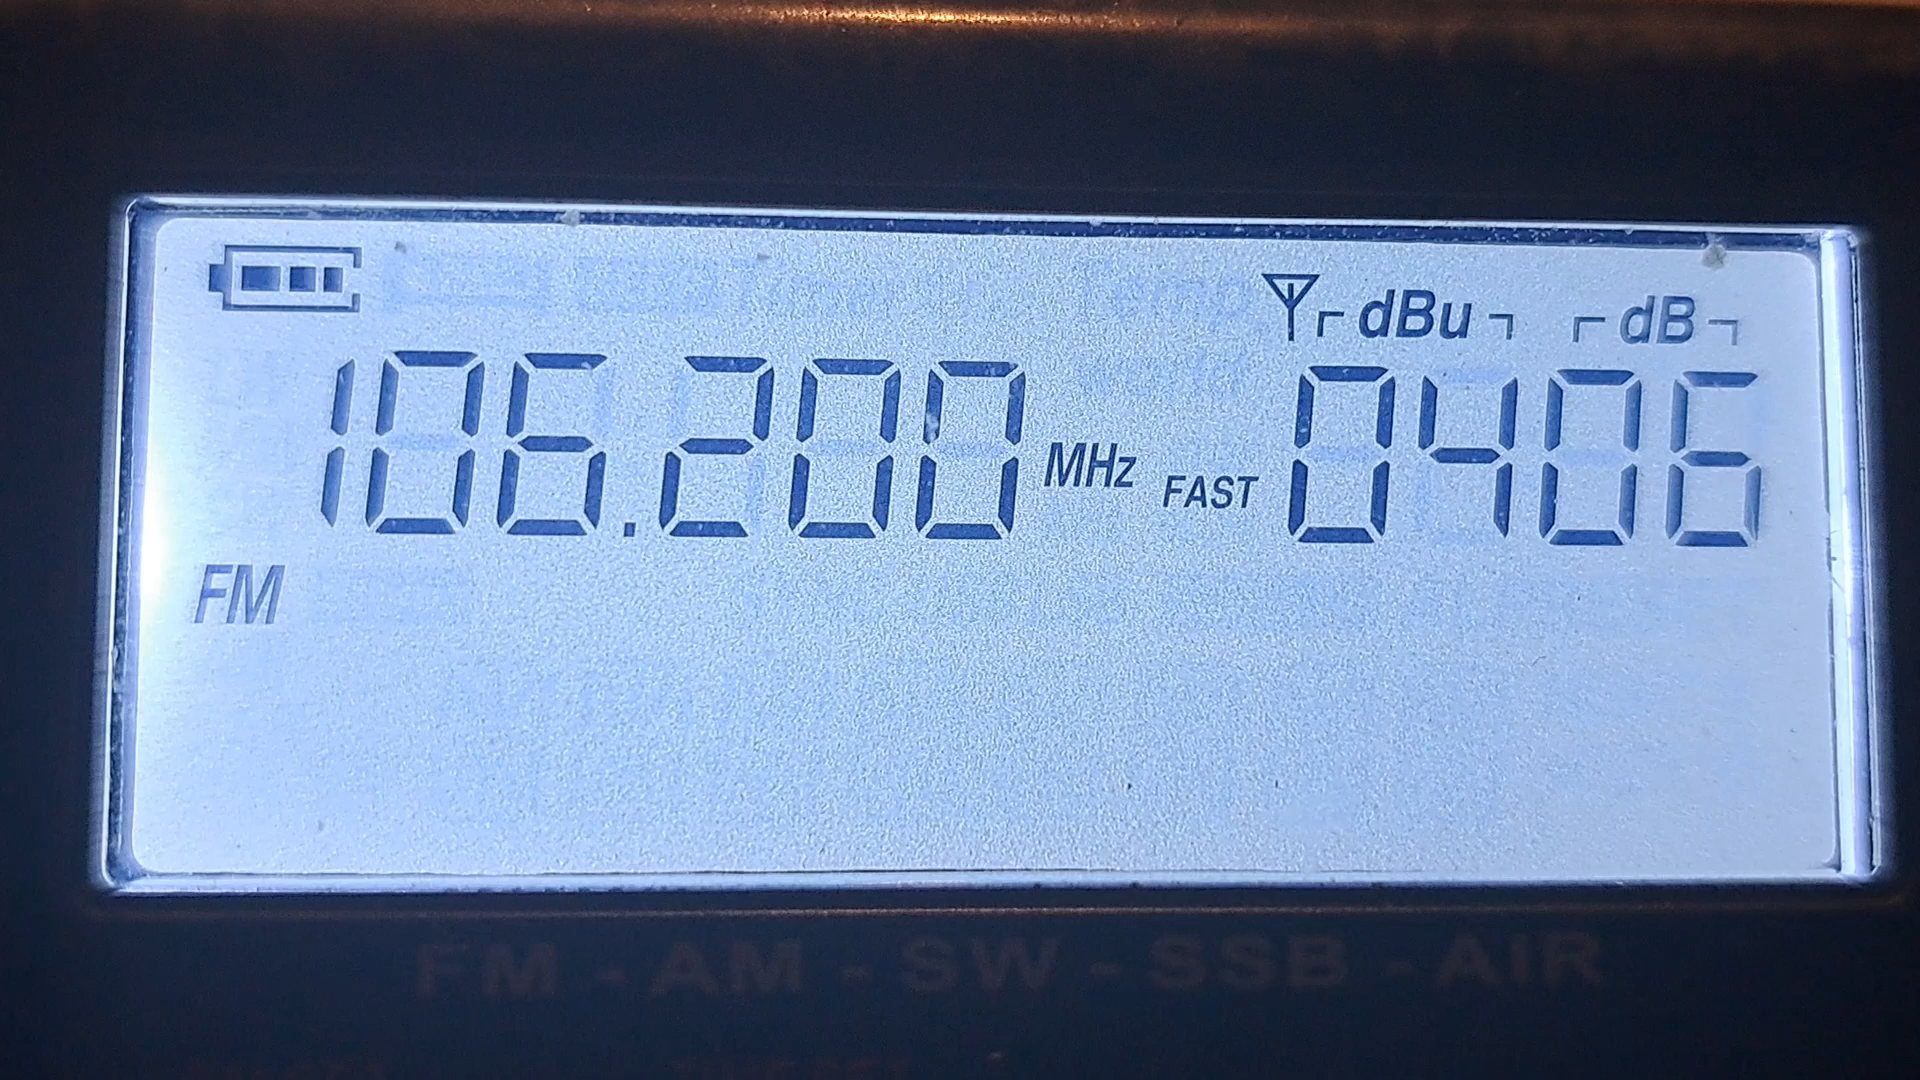 dBu dB
106.200 MHz FAST 0406
FM
FM - AM - SW - SSB - AIR